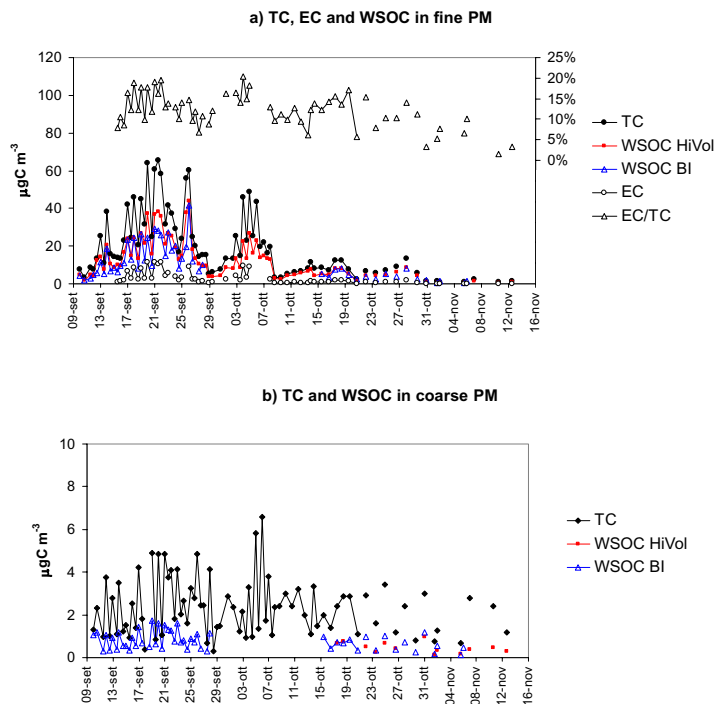 a) TC, EC and WSOC in fine PM
120
100
80
60
40
20
0
µgC m-3
25%
20%
15%
10%
5%
0%
TC
WSOC HiVol
WSOC BI
EC
EC/TC
09-set
13-set
17-set
21-set
25-set
29-set
03-ott
07-ott
11-ott
15-ott
19-ott
23-ott
27-ott
31-ott
04-nov
08-nov
12-nov
16-nov
b) TC and WSOC in coarse PM
10
8
6
4
2
0
µgC m-3
TC
WSOC HiVol
WSOC BI
09-set
13-set
17-set
21-set
25-set
29-set
03-ott
07-ott
11-ott
15-ott
19-ott
23-ott
27-ott
31-ott
04-nov
08-nov
12-nov
16-nov